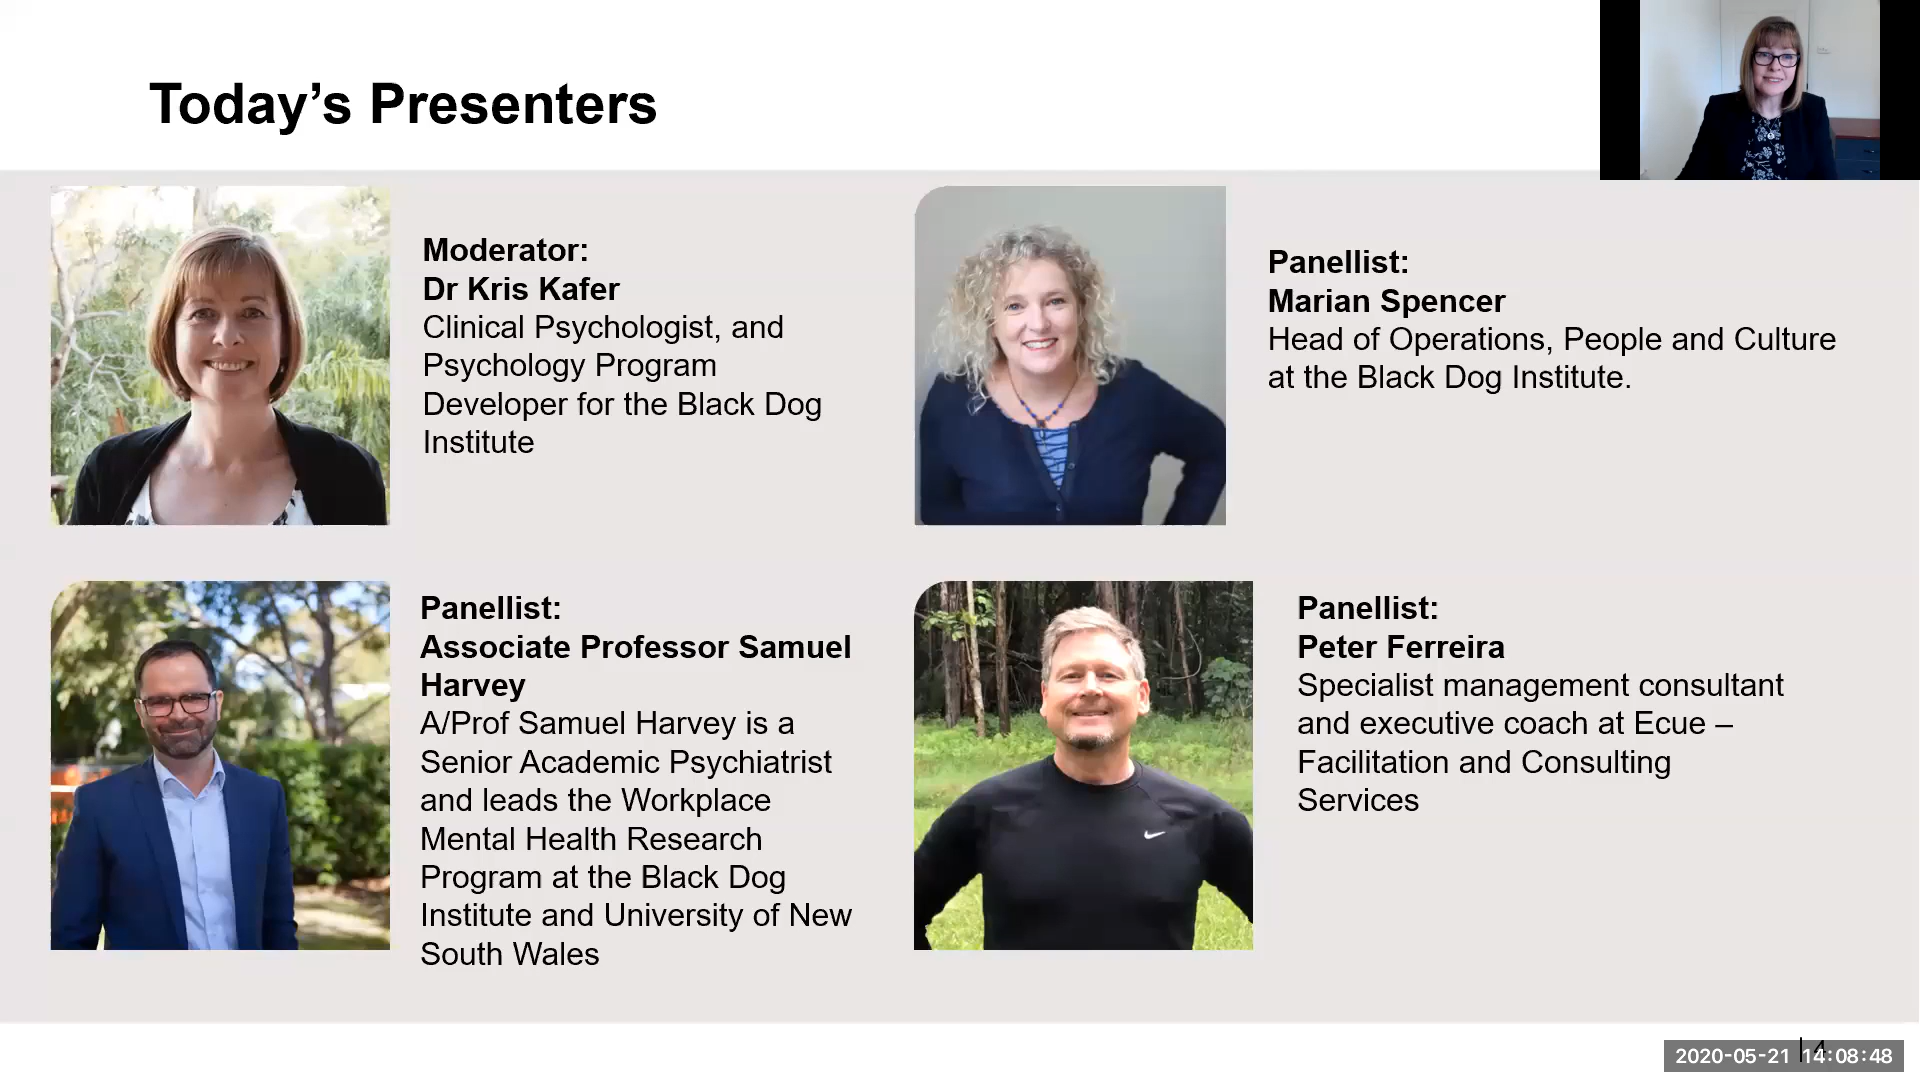 Today’s Presenters
Moderator:
Dr Kris Kafer
Clinical Psychologist, and
Psychology Program
Developer for the Black Dog
Institute
Panellist:
Marian Spencer
Head of Operations, People and Culture
at the Black Dog Institute.
Panellist:
Associate Professor Samuel
Harvey
A/Prof Samuel Harvey is a
Senior Academic Psychiatrist
and leads the Workplace
Mental Health Research
Program at the Black Dog
Institute and University of New
South Wales
Panellist:
Peter Ferreira
Specialist management consultant
and executive coach at Ecue –
Facilitation and Consulting
Services
| 4
2020-05-21 14:08:48